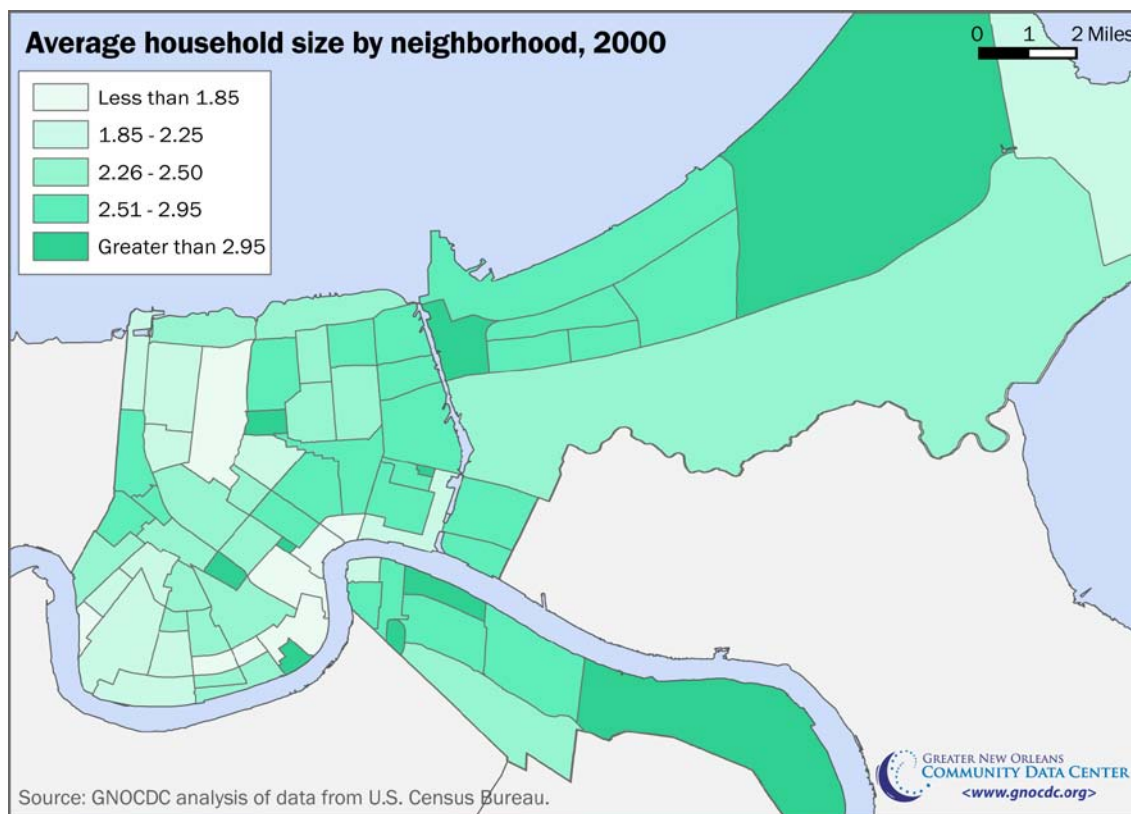 Average household size by neighborhood, 2000
0 1 2 Miles
Less than 1.85
1.85 - 2.25
2.26 - 2.50
2.51 - 2.95
Greater than 2.95
GREATER NEW ORLEANS
COMMUNITY DATA CENTER
<www.gnocdc.org>
Source: GNOCDC analysis of data from U.S. Census Bureau.